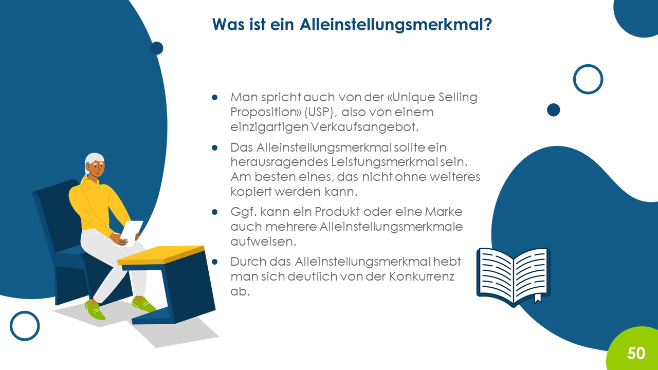 Was ist ein Alleinstellungsmerkmal?
● Man spricht auch von der «Unique Selling
Proposition» (USP), also von einem
einzigartigen Verkaufsangebot.
● Das Alleinstellungsmerkmal sollte ein
herausragendes Leistungsmerkmal sein.
Am besten eines, das nicht ohne weiteres
kopiert werden kann.
● Ggf. kann ein Produkt oder eine Marke
auch mehrere Alleinstellungsmerkmale
aufweisen.
● Durch das Alleinstellungsmerkmal hebt
man sich deutlich von der Konkurrenz
ab.
50